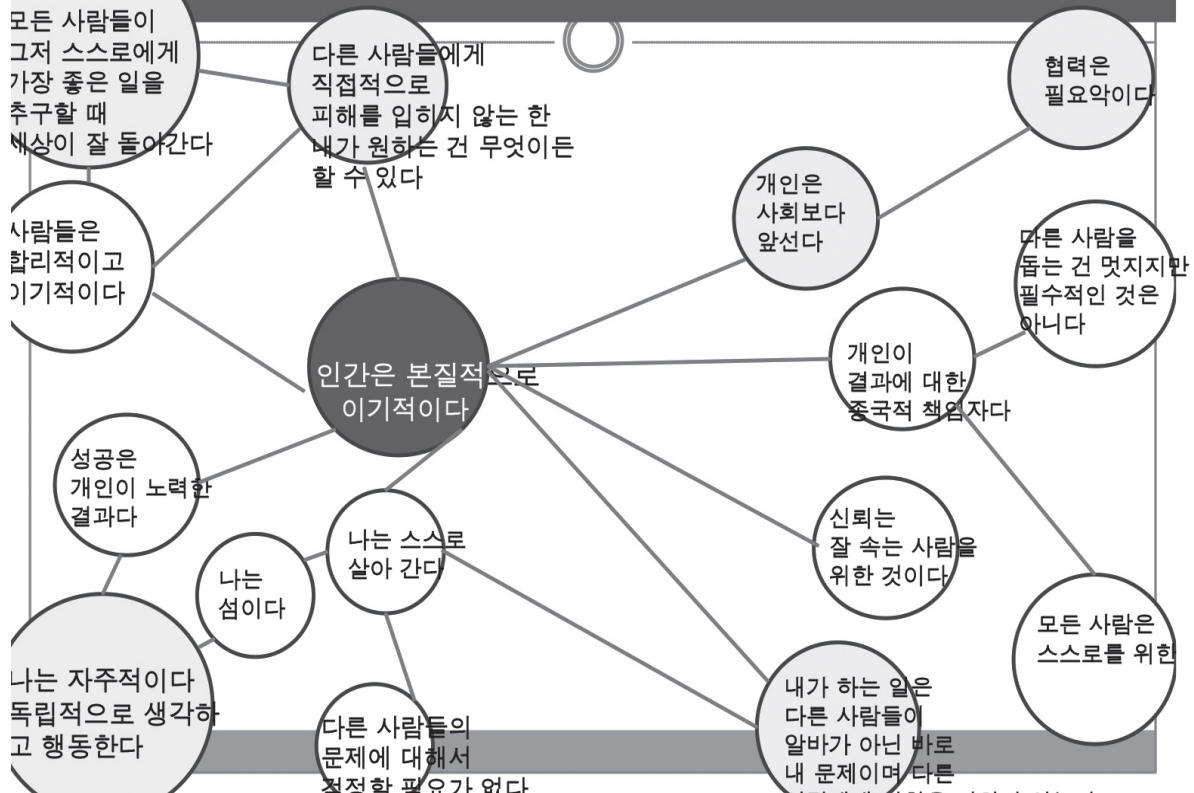 모든 사람들이
그저 스스로에게
가장 좋은 일을
추구할 때
세상이 잘 돌아간다
다른 사람들에게
직접적으로
피해를 입히지 않는 한
내가 원하는 건 무엇이든
할 수 있다
협력은
필요악이다
개인은
사회보다
앞선다
사람들은
합리적이고
이기적이다
다른 사람을
돕는 건 멋지지만
필수적인 것은
아니다
인간은 본질적으로
이기적이다
개인이
결과에 대한
종국적 책임자다
성공은
개인이 노력한
결과다
나는 스스로
살아 간다
신뢰는
잘 속는 사람을
위한 것이다
나는
섬이다
모든 사람은
스스로를 위한
나는 자주적이다
독립적으로 생각하
고 행동한다
다른 사람들의
문제에 대해서
걱정할 필요가 없다
내가 하는 일은
다른 사람들이
알바가 아닌 바로
내 문제이며 다른